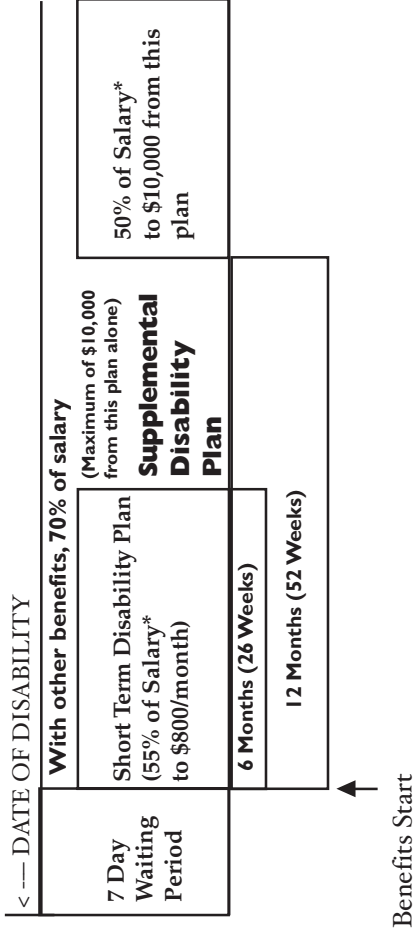 < -— DATE OF DISABILITY
With other benefits, 70% of salary
7 Day
Waiting
Period
Short Term Disability Plan
(55% of Salary*
to $800/month)
(Maximum of $10,000
from this plan alone)
Supplemental
Disability
Plan
50% of Salary*
to $10,000 from this
plan
6 Months (26 Weeks)
12 Months (52 Weeks)
Benefits Start